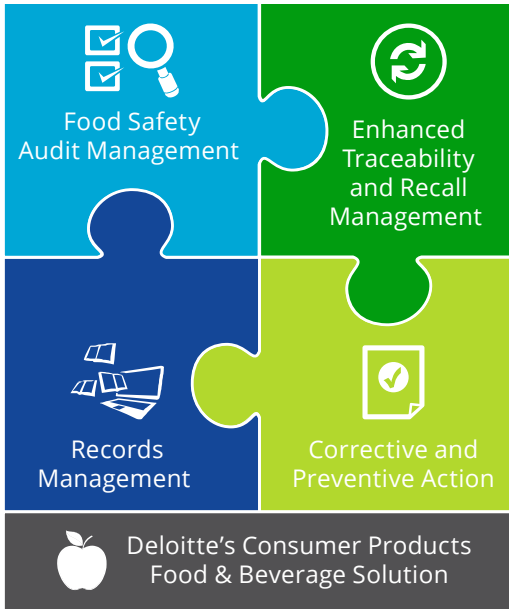 Food Safety
Audit Management
Enhanced
Traceability
and Recall
Management
Records
Management
Corrective and
Preventive Action
Deloitte’s Consumer Products
Food & Beverage Solution